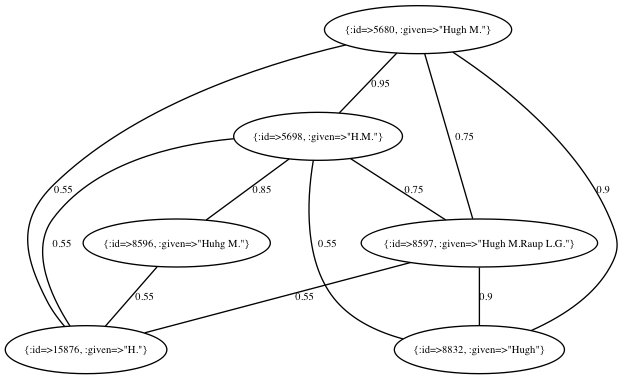 {:id=>5680, :given=>"Hugh M."}
0.95
{:id=>5698, :given=>"H.M."}
0.75
0.55
0.85
0.75
0.9
{:id=>8596, :given=>"Huhg M."}
{:id=>8597, :given=>"Hugh M.Raup L.G."}
0.55
0.55
0.55
0.55
0.9
{:id=>15876, :given=>"H."}
{:id=>8832, :given=>"Hugh"}